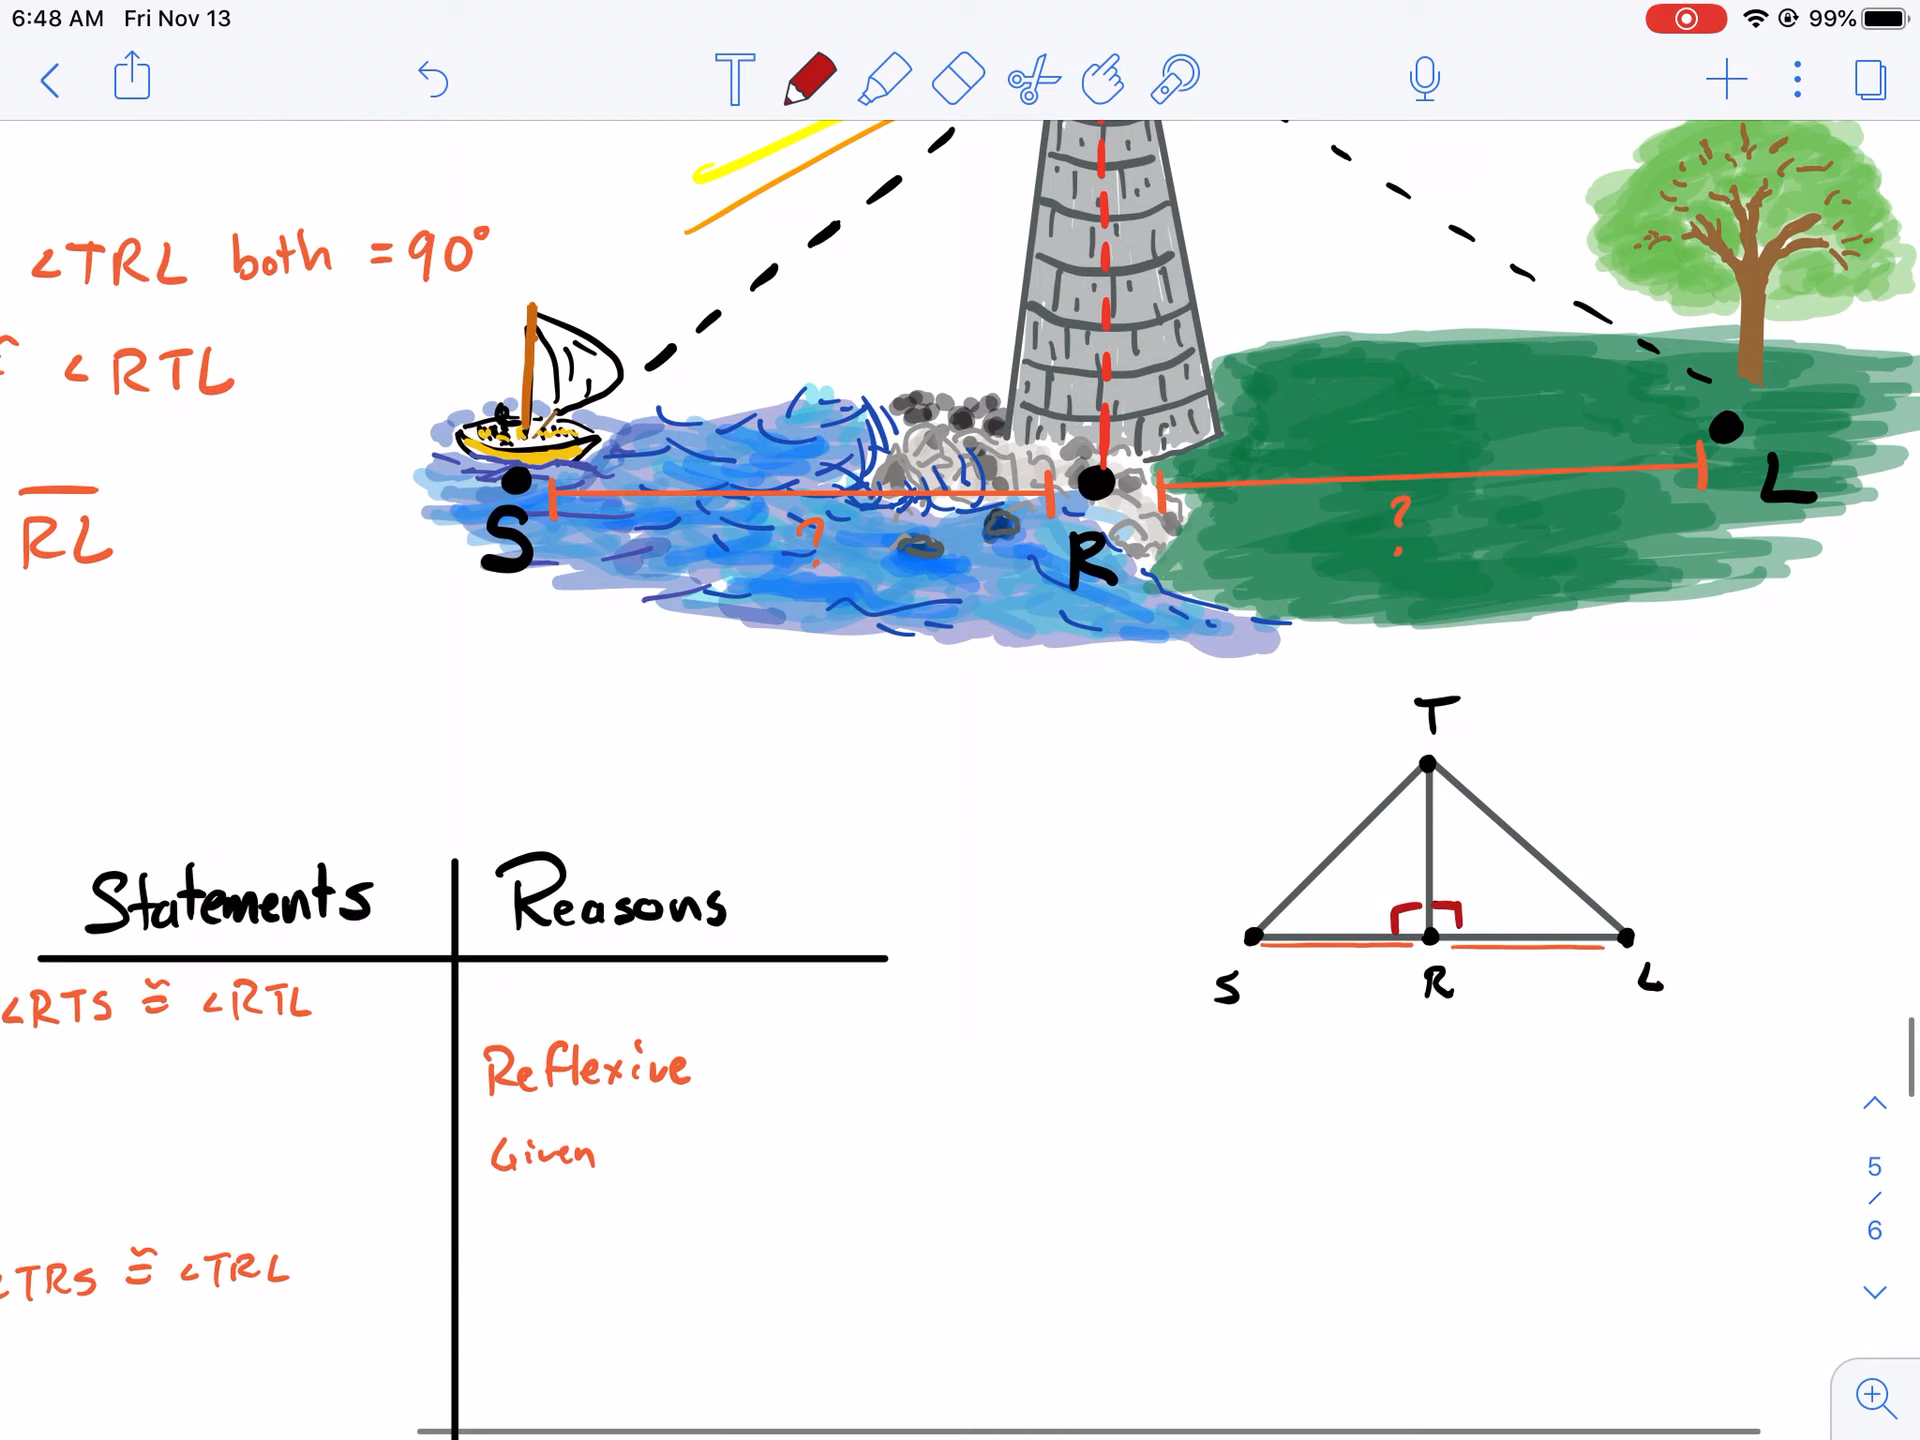 6:48 AM Fri Nov 13
99%
T
∠TRL both = 90°
≅ ∠RTL
RL
?
?
S
R
L
T
S
R
L
Statements
Reasons
∠RTS ≅ ∠RTL
Reflexive
Given
∠TRS ≅ ∠TRL
5
/
6